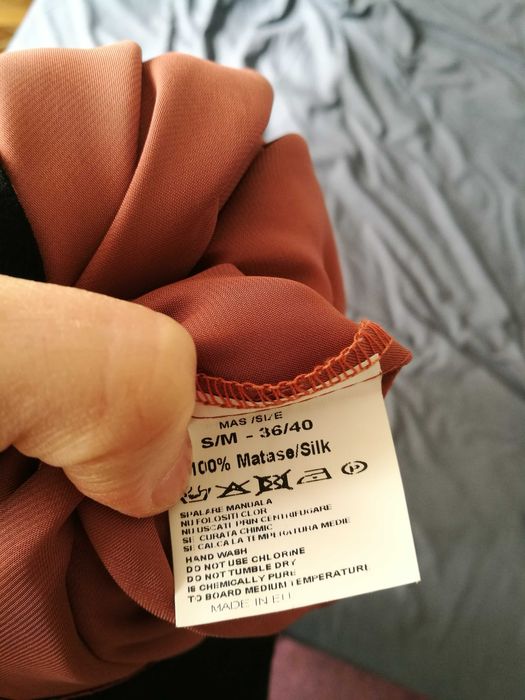 MAS /SIZE
S/M - 36/40
100% Matase/Silk
SPALARE MANUALA
NU FOLOSITI CLOR
NU USCATI PRIN CENTRIFUGARE
SE CURATA CHIMIC
SE CALCA LA TEMPERATURA MEDIE
HAND WASH
DO NOT USE CHLORINE
DO NOT TUMBLE DRY
IS CHEMICALLY PURE
TO BOARD MEDIUM TEMPERATURE
MADE IN EU